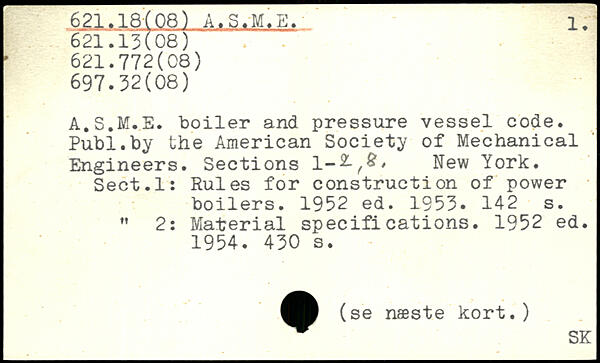 621.18(08) A.S.M.E. 1.
621.13(08)
621.772(08)
697.32(08)
A.S.M.E. boiler and pressure vessel code.
Publ.by the American Society of Mechanical
Engineers. Sections 1-2,8. New York.
Sect.1: Rules for construction of power
boilers. 1952 ed. 1953. 142 s.
" 2: Material specifications. 1952 ed.
1954. 430 s.
(se næste kort.)
SK